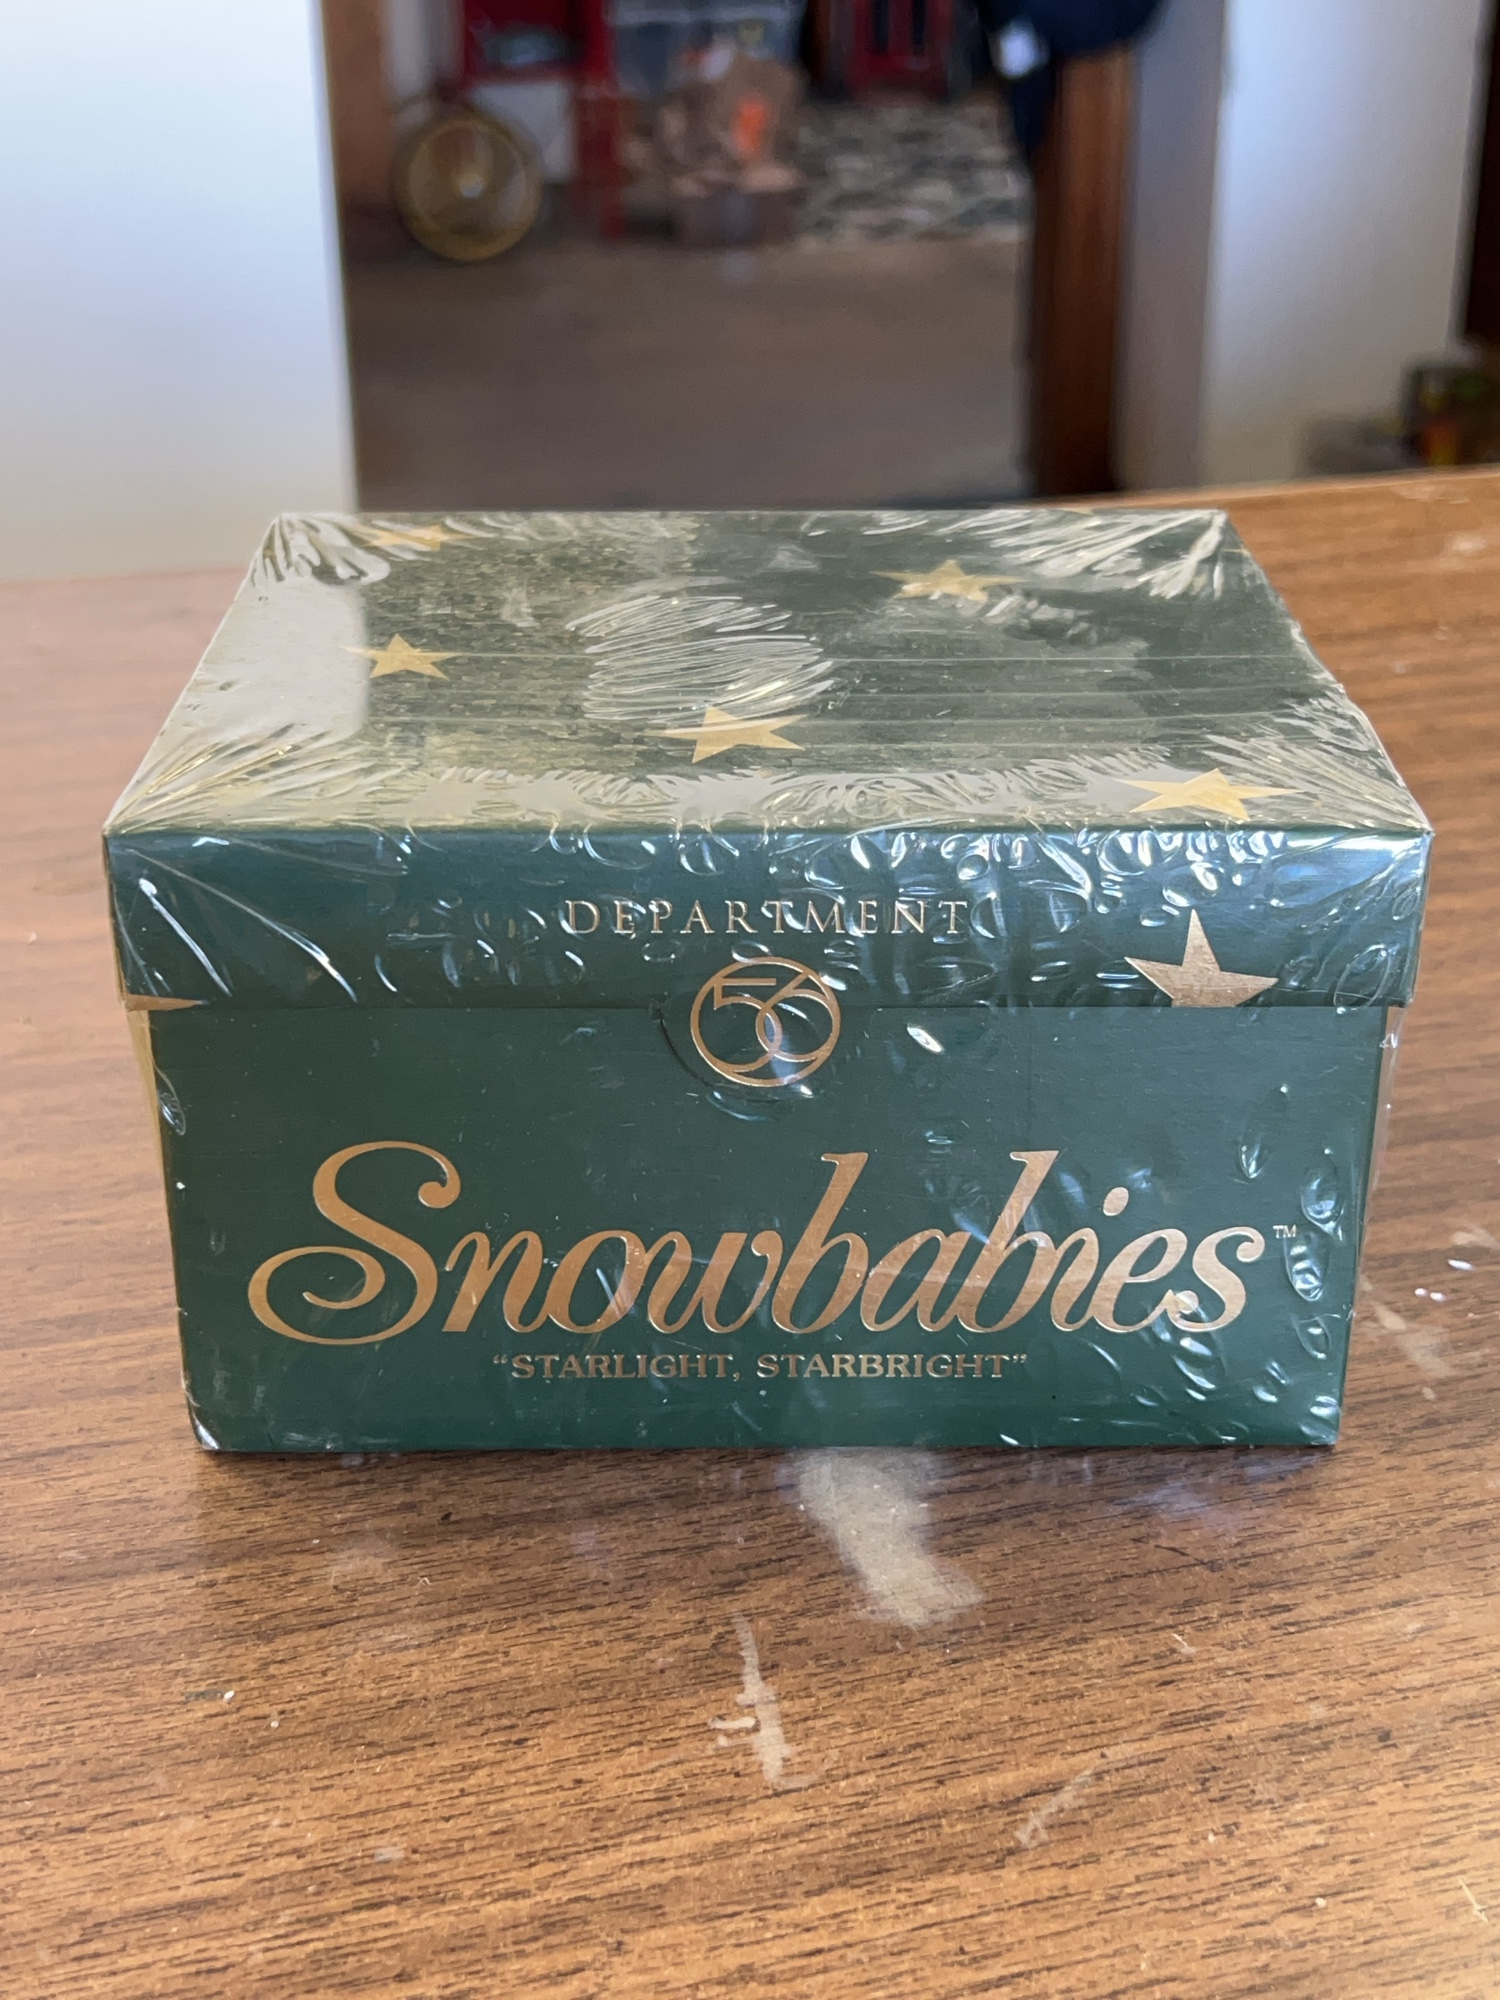 DEPARTMENT
56
Snowbabies™
“STARLIGHT, STARBRIGHT”